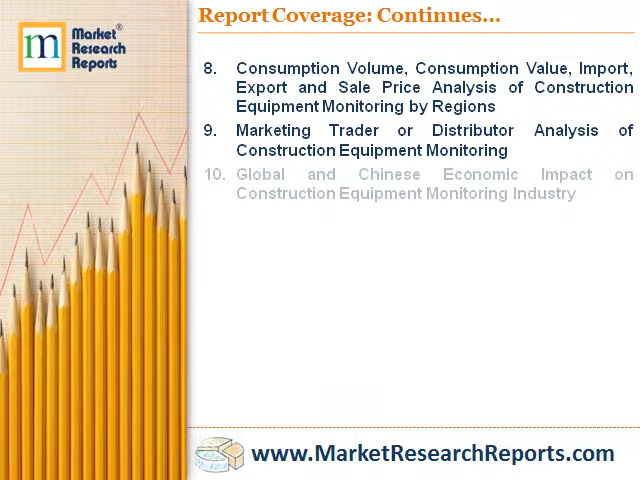 Report Coverage: Continues...
m
Market®
Research
Reports
8. Consumption Volume, Consumption Value, Import,
Export and Sale Price Analysis of Construction
Equipment Monitoring by Regions
9. Marketing Trader or Distributor Analysis of
Construction Equipment Monitoring
10. Global and Chinese Economic Impact on
Construction Equipment Monitoring Industry
www.MarketResearchReports.com